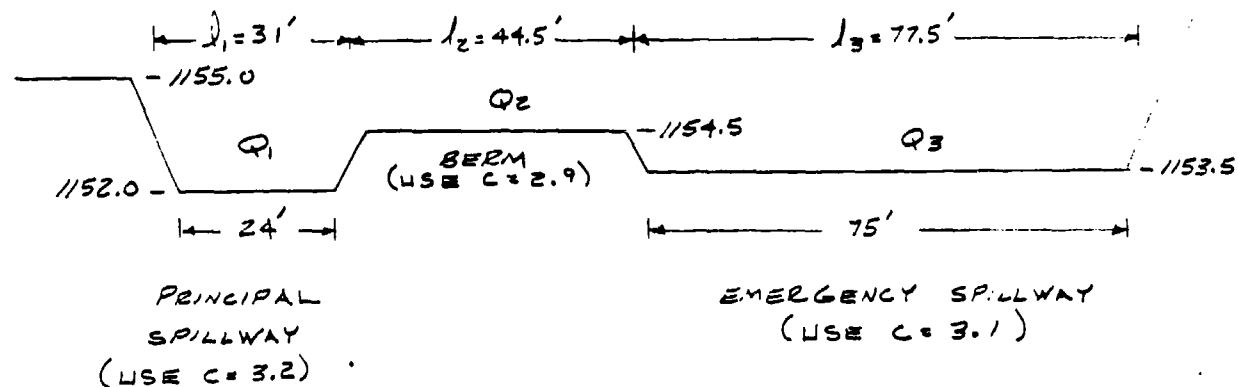 l₁ = 31' l₂ = 44.5' l₃ = 77.5'
- 1155.0
Q₁ Q₂ - 1154.5 Q₃
BERM
(USE C = 2.9)
1152.0 - - 1153.5
24' 75'
PRINCIPAL
SPILLWAY
(USE C = 3.2)
EMERGENCY SPILLWAY
(USE C = 3.1)